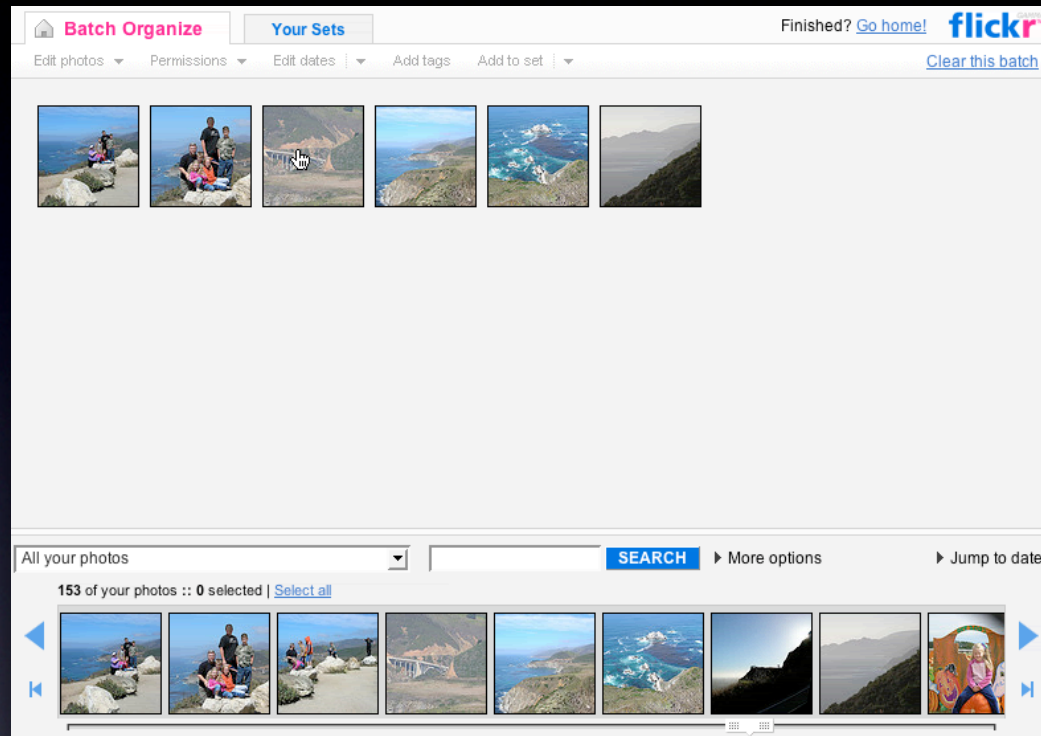 Batch Organize Your Sets Finished? Go home! flickr
Edit photos Permissions Edit dates Add tags Add to set Clear this batch
All your photos SEARCH More options Jump to date
153 of your photos :: 0 selected | Select all